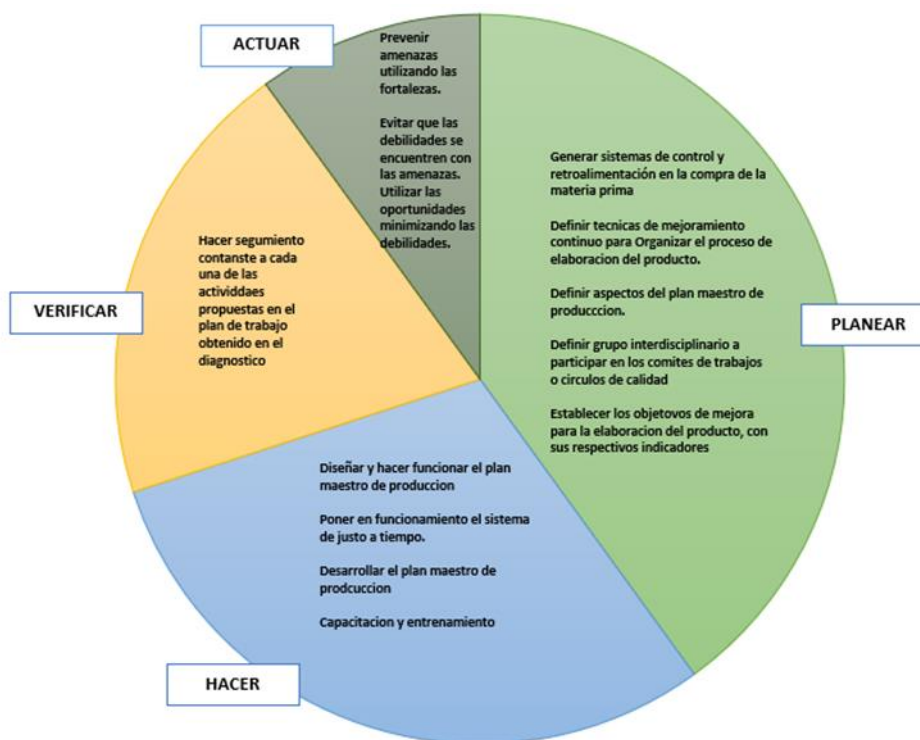 ACTUAR
Prevenir
amenazas
utilizando las
fortalezas.
Evitar que las
debilidades se
encuentren con
las amenazas.
Utilizar las
oportunidades
minimizando las
debilidades.
Generar sistemas de control y
retroalimentación en la compra de la
materia prima
Definir tecnicas de mejoramiento
continuo para Organizar el proceso de
elaboracion del producto.
Definir aspectos del plan maestro de
producccion.
Definir grupo interdisciplinario a
participar en los comites de trabajos
o circulos de calidad
Establecer los objetovos de mejora
para la elaboracion del producto, con
sus respectivos indicadores
PLANEAR
Hacer segumiento
contanste a cada
una de las
actividdaes
propuestas en el
plan de trabajo
obtenido en el
diagnostico
VERIFICAR
Diseñar y hacer funcionar el plan
maestro de produccion
Poner en funcionamiento el sistema
de justo a tiempo.
Desarrollar el plan maestro de
prodcuccion
Capacitacion y entrenamiento
HACER